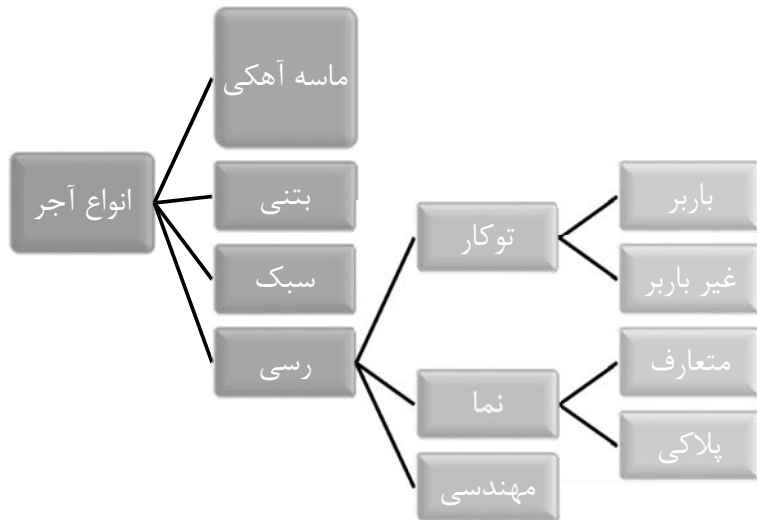 انواع آجر
ماسه آهکی
بتنی
سبک
رسی
توکار
نما
مهندسی
باربر
غیر باربر
متعارف
پلاکی